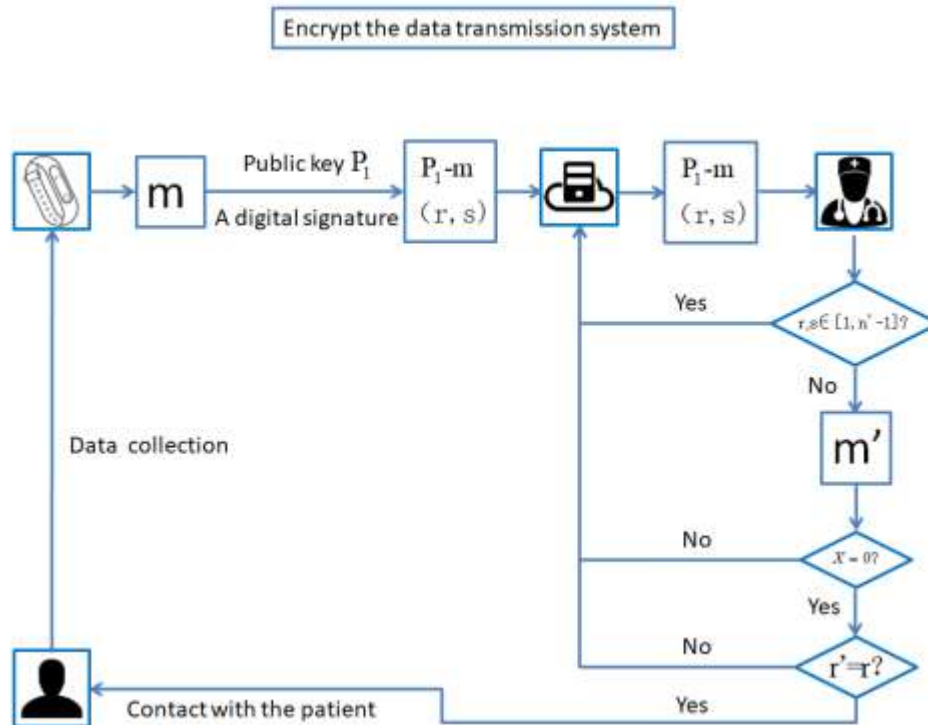 Encrypt the data transmission system
m
Public key P₁
A digital signature
P₁-m
(r, s)
P₁-m
(r, s)
Yes
r,s∈[1,n'-1]?
No
m'
Data collection
No
X = 0?
Yes
No
r'=r?
Yes
Contact with the patient